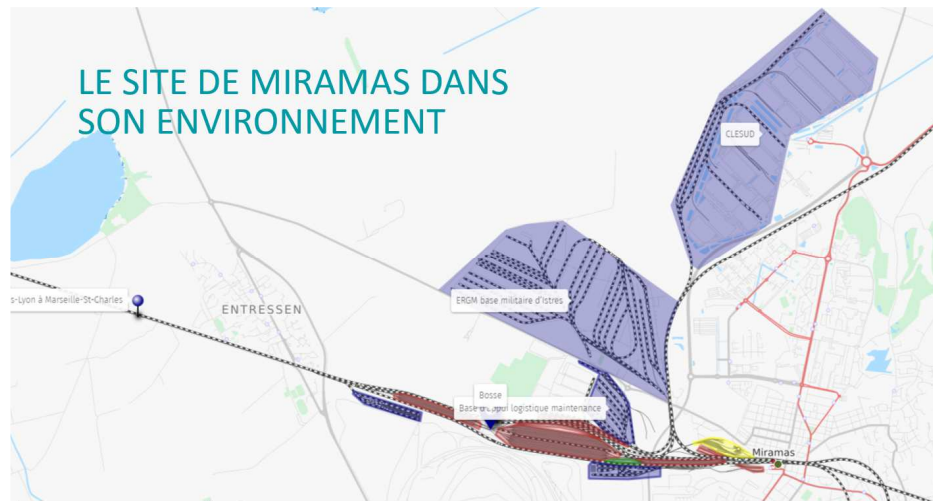 LE SITE DE MIRAMAS DANS
SON ENVIRONNEMENT
CLESUD
s-Lyon à Marseille-St-Charles
ENTRESSEN
ERGM base militaire d'Istres
Bosse
Base d'appui logistique maintenance
Miramas